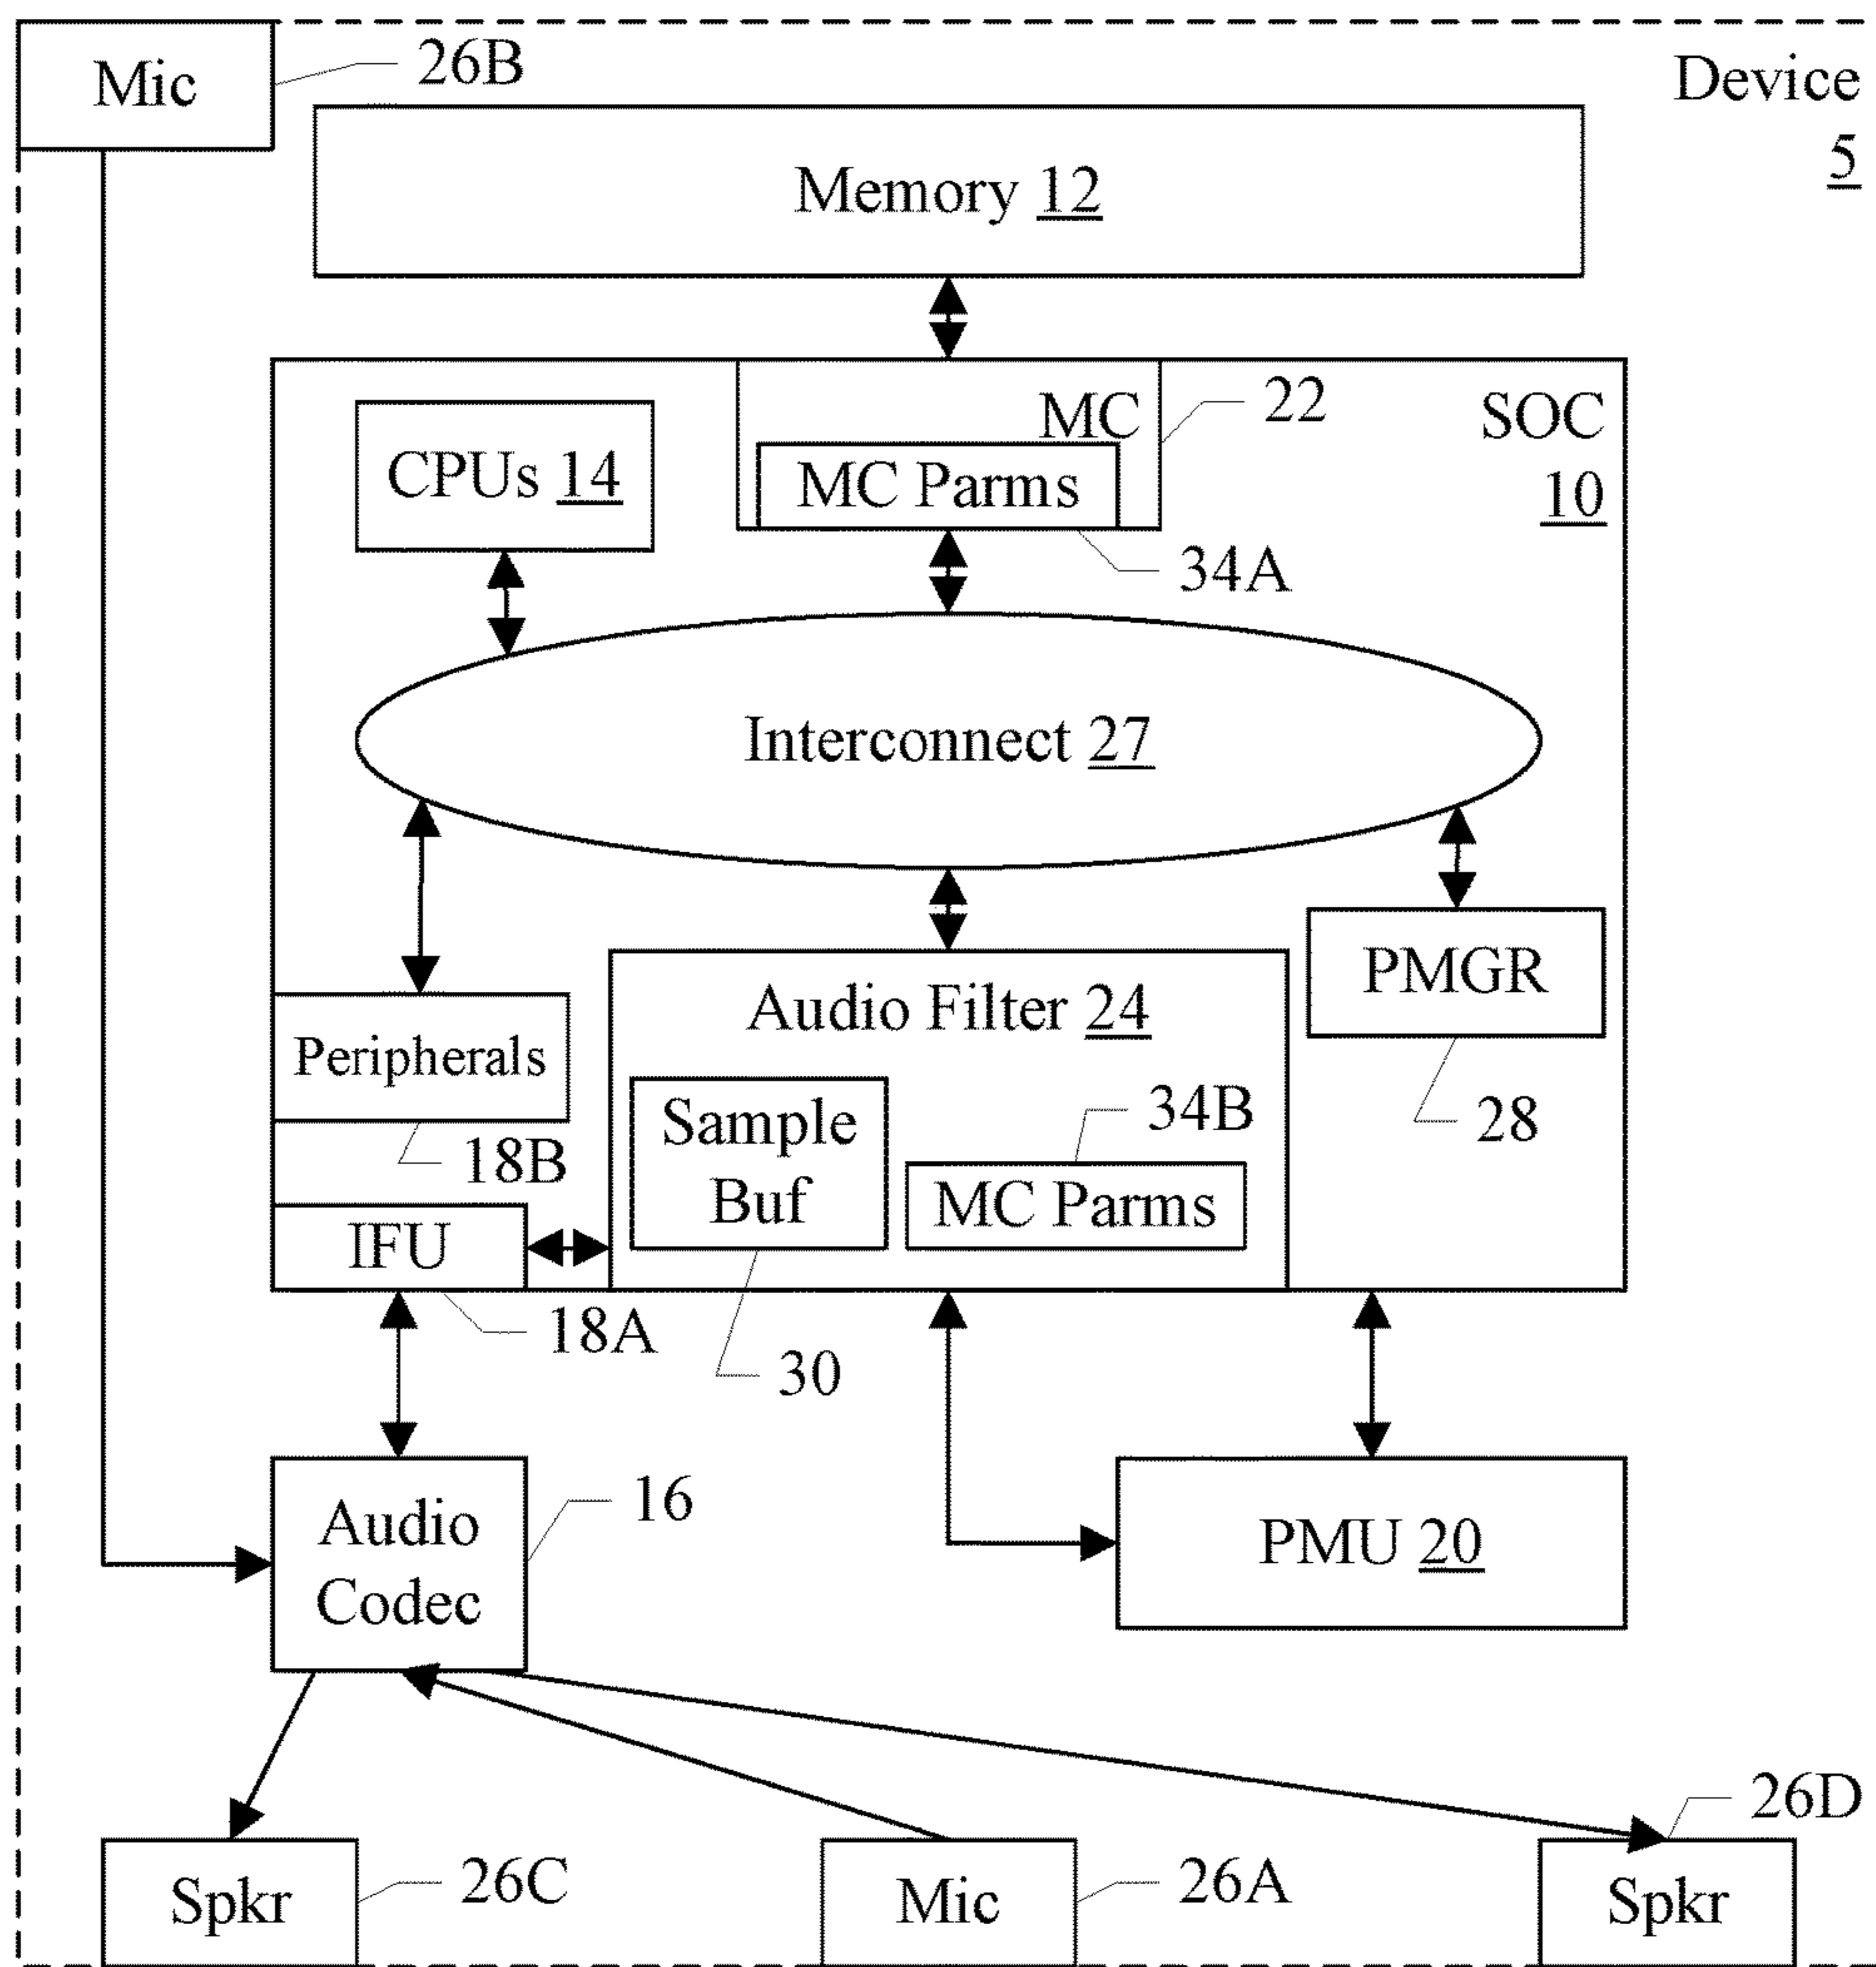 Mic
26B
Device
5
Memory 12
MC
22
SOC
10
CPUs 14
MC Parms
34A
Interconnect 27
PMGR
28
Audio Filter 24
Peripherals
18B
Sample
Buf
34B
MC Parms
IFU
18A
30
Audio
Codec
16
PMU 20
26D
Spkr
26C
Mic
26A
Spkr